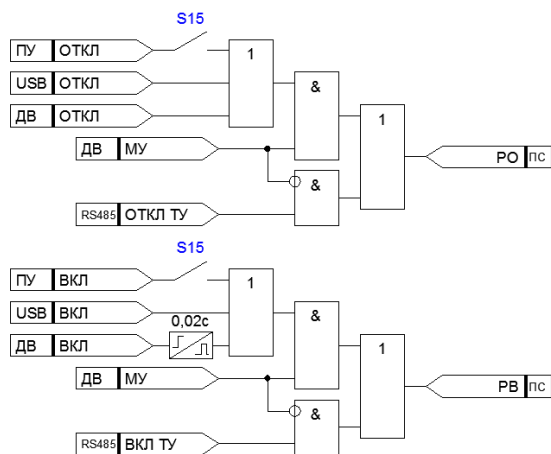 S15
ПУ ОТКЛ
1
USB ОТКЛ
&
ДВ ОТКЛ
1
ДВ МУ
РО ПС
&
RS485 ОТКЛ ТУ
S15
ПУ ВКЛ
1
USB ВКЛ
&
0,02с
ДВ ВКЛ
1
ДВ МУ
РВ ПС
&
RS485 ВКЛ ТУ